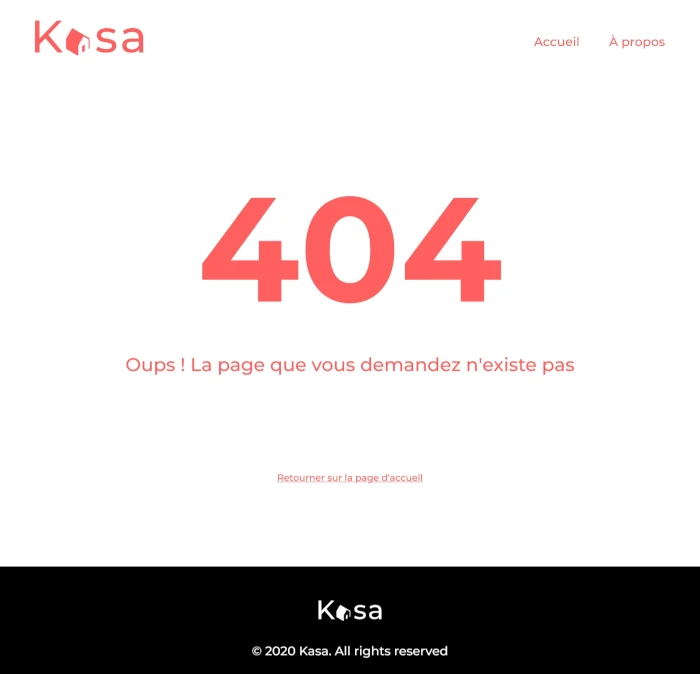 Kasa
Accueil
À propos
404
Oups ! La page que vous demandez n'existe pas
Retourner sur la page d'accueil
Kasa
© 2020 Kasa. All rights reserved